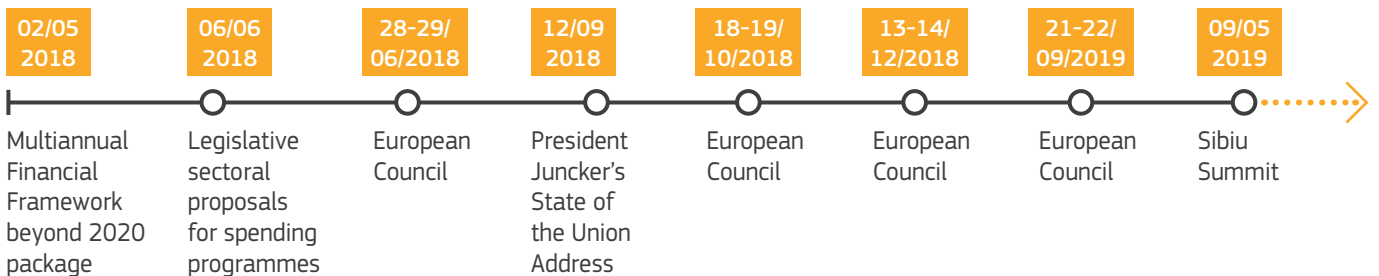 02/05
2018
06/06
2018
28-29/
06/2018
12/09
2018
18-19/
10/2018
13-14/
12/2018
21-22/
09/2019
09/05
2019
Multiannual
Financial
Framework
beyond 2020
package
Legislative
sectoral
proposals
for spending
programmes
European
Council
President
Juncker's
State of
the Union
Address
European
Council
European
Council
European
Council
Sibiu
Summit